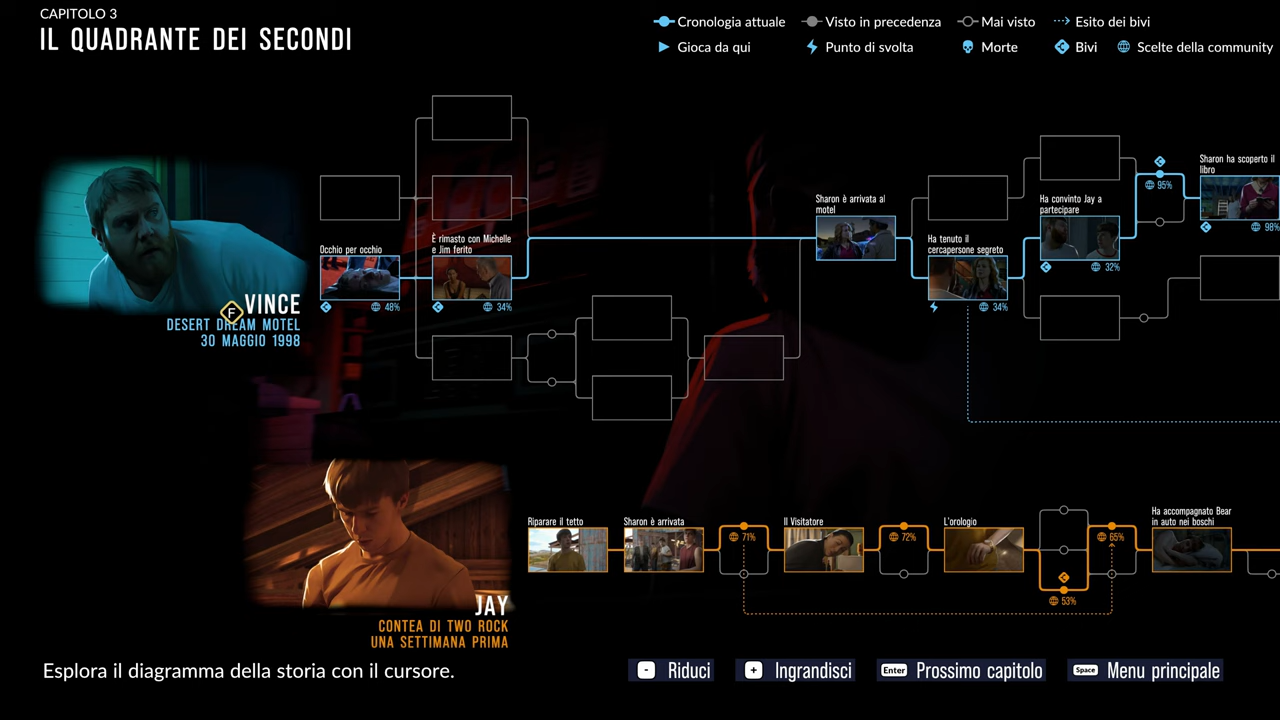 CAPITOLO 3
IL QUADRANTE DEI SECONDI
Cronologia attuale
Visto in precedenza
Mai visto
Esito dei bivi
Gioca da qui
Punto di svolta
Morte
Bivi
Scelte della community
VINCE
F
DESERT DREAM MOTEL
30 MAGGIO 1998
Occhio per occhio
48%
È rimasto con Michelle
e Jim ferito
34%
Sharon è arrivata al
motel
Ha tenuto il
cercapersone segreto
34%
Ha convinto Jay a
partecipare
32%
95%
Sharon ha scoperto il
libro
98%
JAY
CONTEA DI TWO ROCK
UNA SETTIMANA PRIMA
Riparare il tetto
Sharon è arrivata
71%
Il Visitatore
72%
L'orologio
53%
65%
Ha accompagnato Bear
in auto nei boschi
Esplora il diagramma della storia con il cursore.
- Riduci
+ Ingrandisci
Enter Prossimo capitolo
Space Menu principale